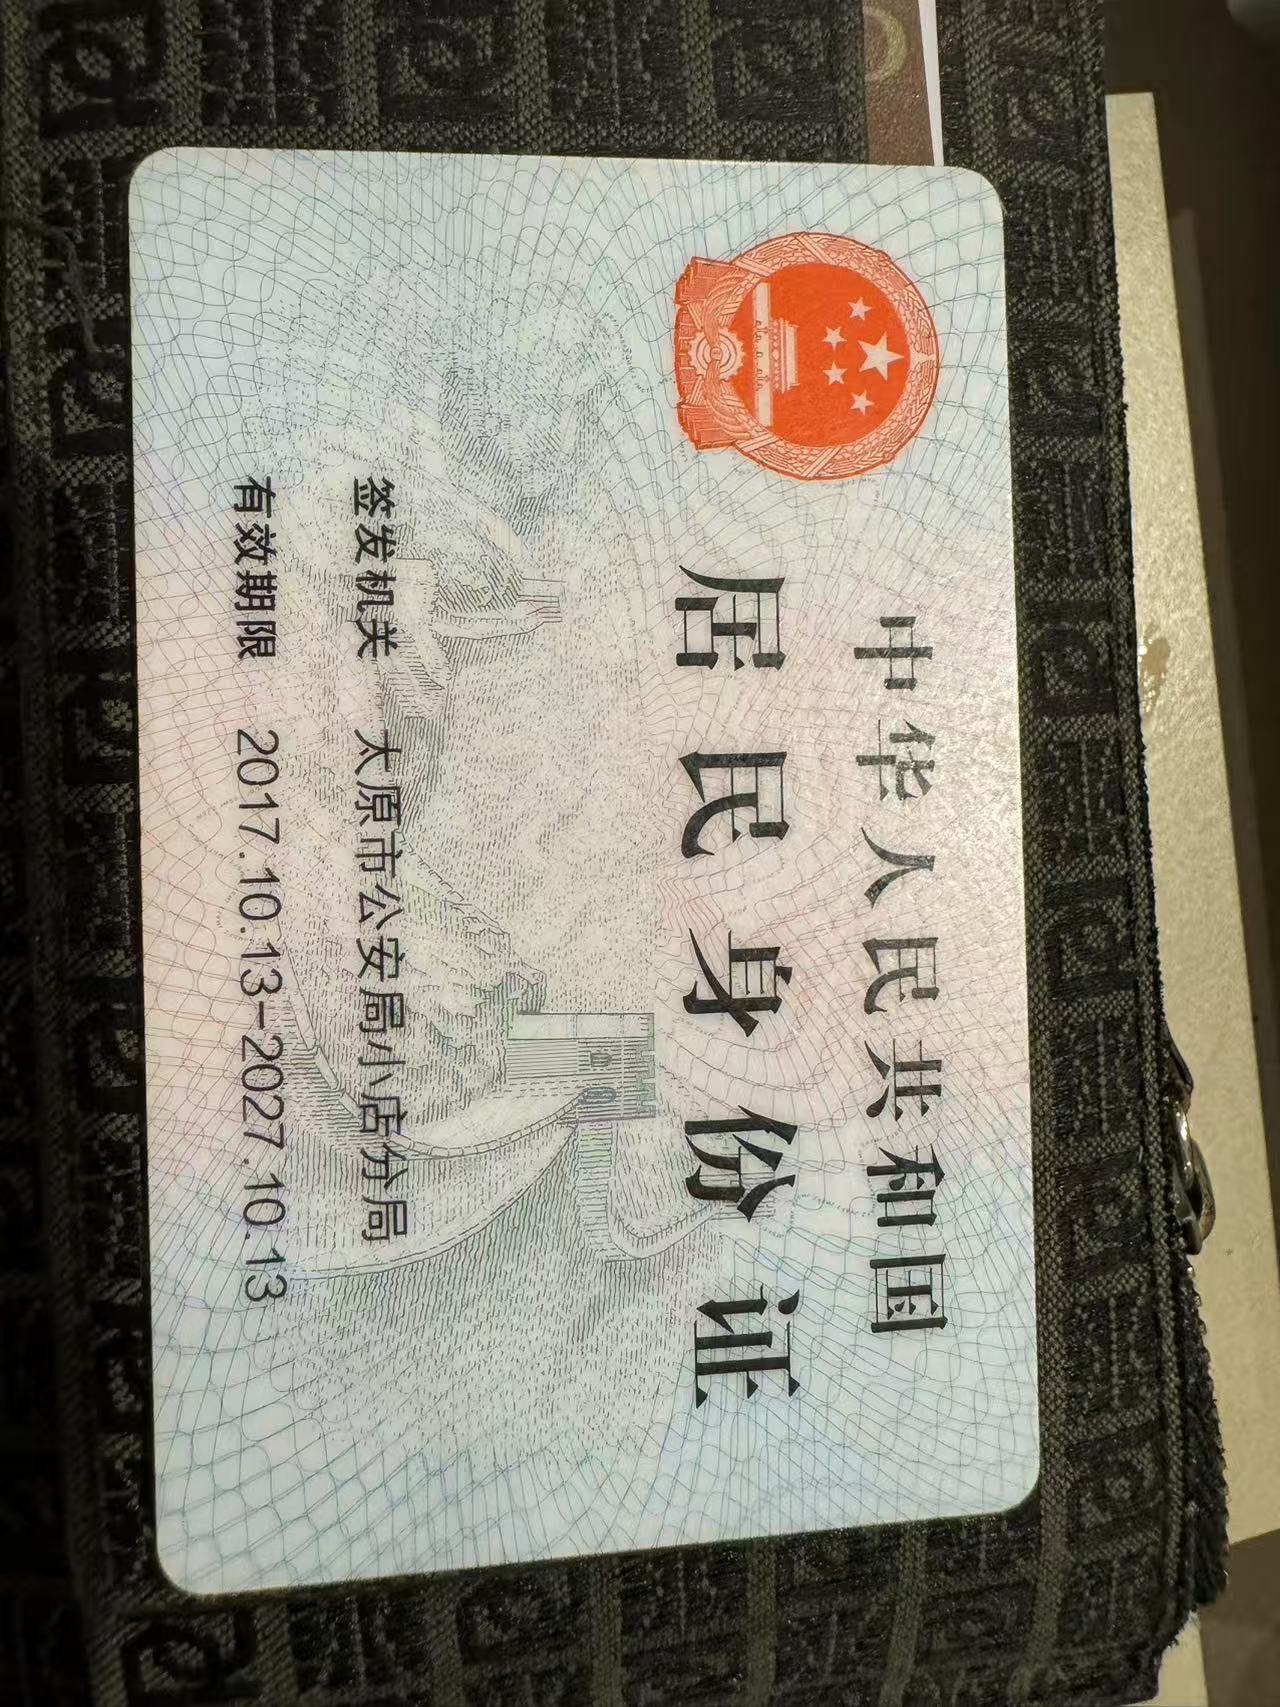 中华人民共和国
居民身份证
签发机关 太原市公安局小店分局
有效期限 2017.10.13-2027.10.13